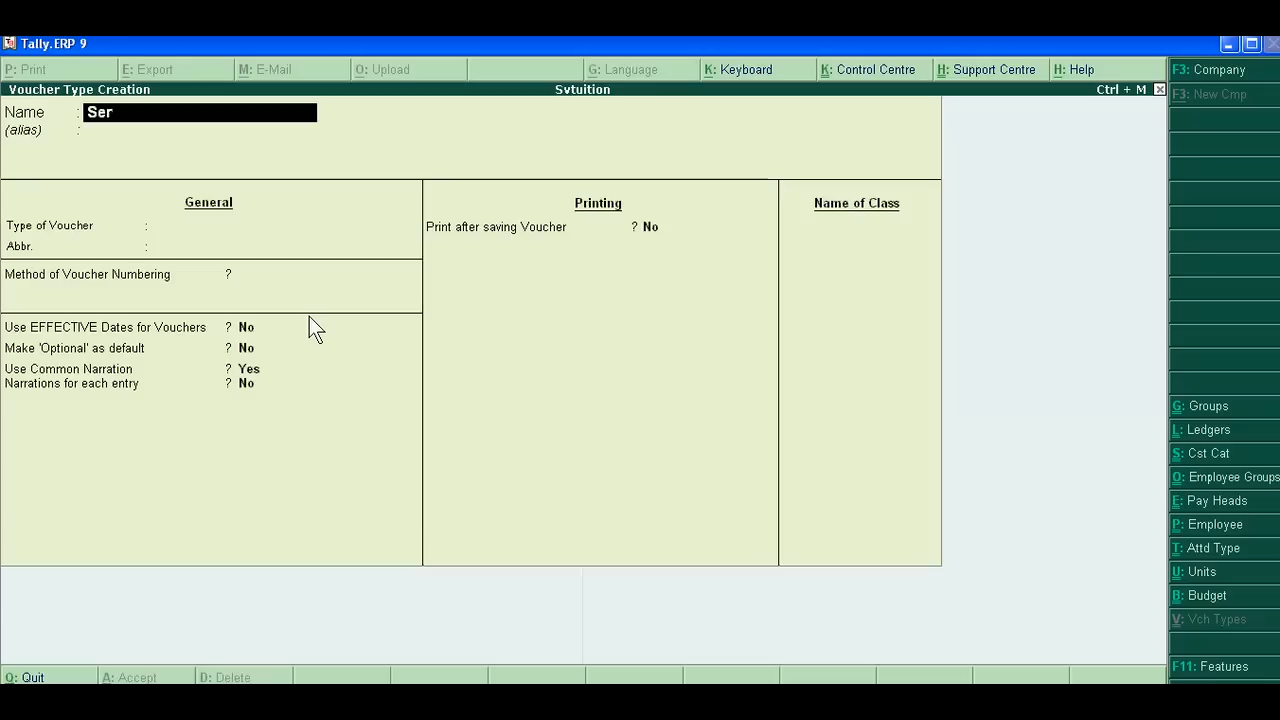 Tally.ERP 9
P: Print E: Export M: E-Mail O: Upload G: Language K: Keyboard K: Control Centre H: Support Centre H: Help
F3: Company
Voucher Type Creation Svtuition Ctrl + M
F3: New Cmp
Name : Ser
(alias) :
General Printing Name of Class
Type of Voucher : Print after saving Voucher ? No
Abbr. :
Method of Voucher Numbering ?
Use EFFECTIVE Dates for Vouchers ? No
Make 'Optional' as default ? No
Use Common Narration ? Yes
Narrations for each entry ? No
G: Groups
L: Ledgers
S: Cst Cat
O: Employee Groups
E: Pay Heads
P: Employee
T: Attd Type
U: Units
B: Budget
V: Vch Types
F11: Features
Q: Quit A: Accept D: Delete